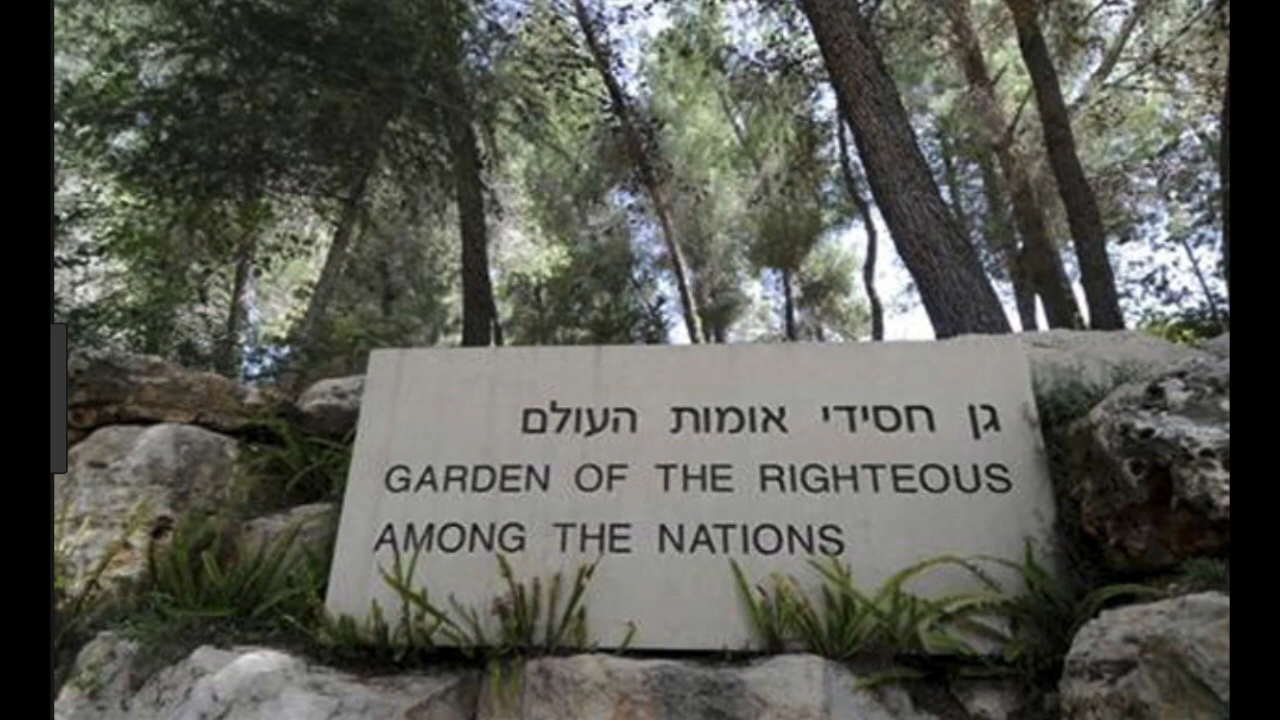 גן חסידי אומות העולם
GARDEN OF THE RIGHTEOUS
AMONG THE NATIONS